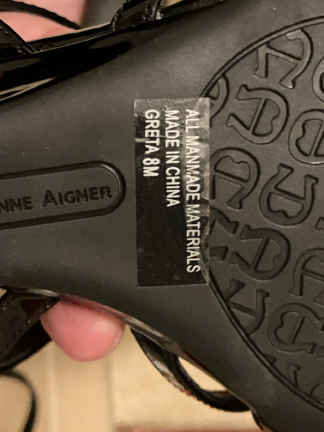 NNE AIGNER
ALL MANMADE MATERIALS
MADE IN CHINA
GRETA 8M